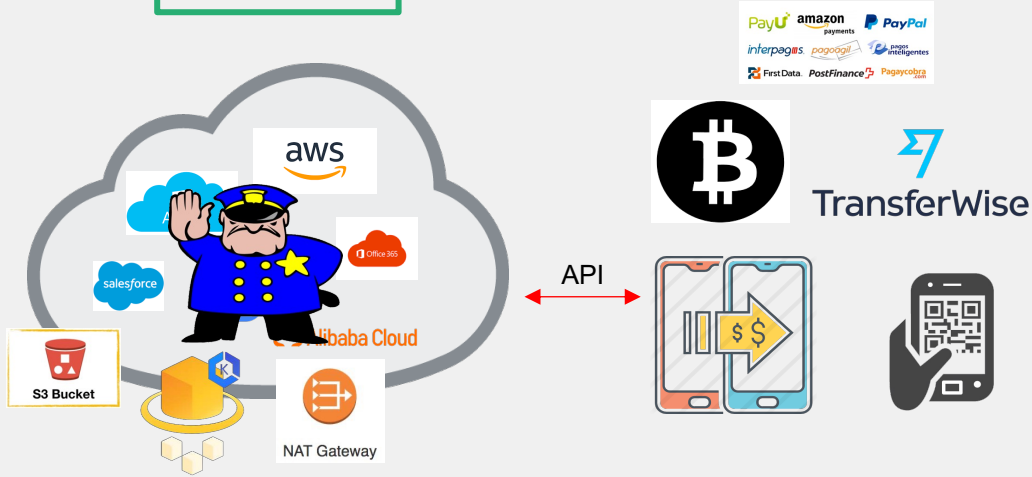 PayU
amazon
payments
PayPal
interpagos.
pagoagil
pagos
inteligentes
First Data.
PostFinance
Pagaycobra
.com
aws
A
Office 365
salesforce
libaba Cloud
S3 Bucket
K
NAT Gateway
API
B
TransferWise
$ $